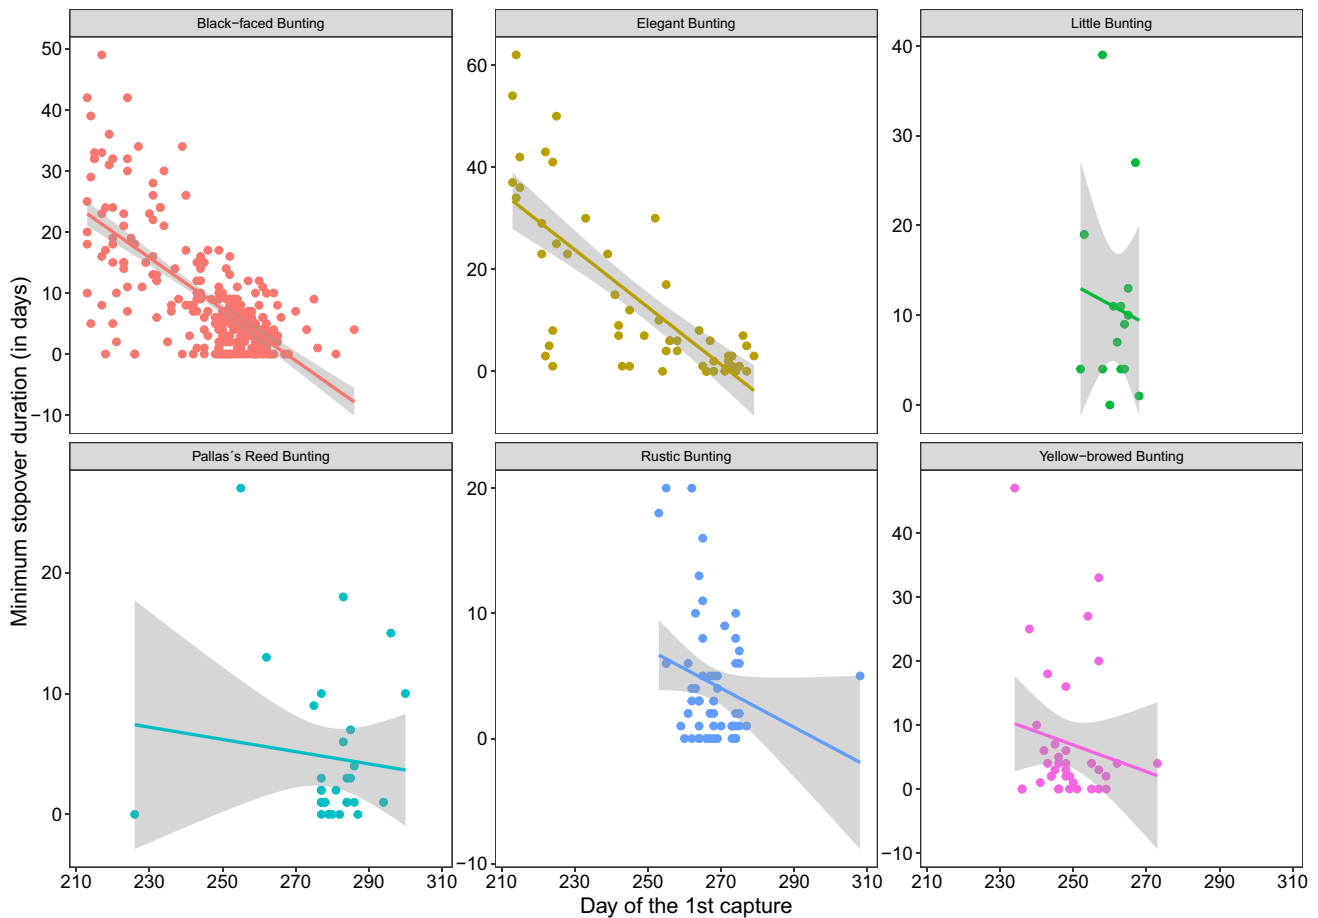 Black−faced Bunting
Elegant Bunting
Little Bunting
50
40
30
20
10
0
−10
60
40
20
0
40
30
20
10
0
Minimum stopover duration (in days)
Pallas´s Reed Bunting
Rustic Bunting
Yellow−browed Bunting
20
10
0
20
10
0
−10
40
30
20
10
0
−10
210 230 250 270 290 310
210 230 250 270 290 310
210 230 250 270 290 310
Day of the 1st capture